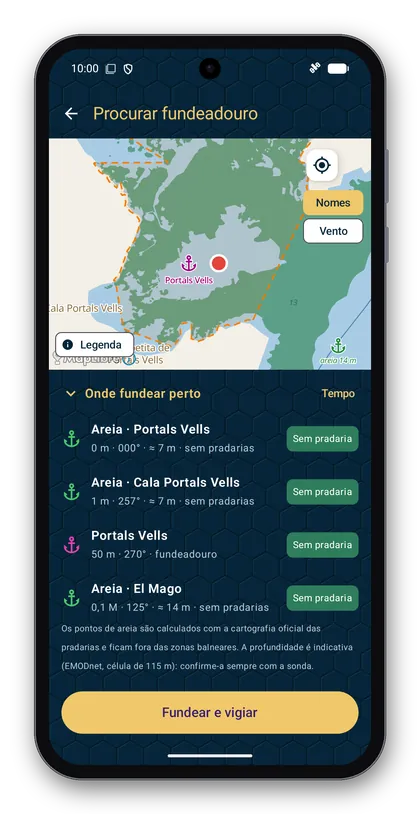 10:00
Procurar fundeadouro
Nomes
Vento
Portals Vells
13
Cala Portals Vells
Legenda
areia 14 m
Onde fundear perto
Tempo
Areia · Portals Vells
0 m · 000° · ≈ 7 m · sem pradarias
Sem pradaria
Areia · Cala Portals Vells
1 m · 257° · ≈ 7 m · sem pradarias
Sem pradaria
Portals Vells
50 m · 270° · fundeadouro
Sem pradaria
Areia · El Mago
0,1 M · 125° · ≈ 14 m · sem pradarias
Sem pradaria
Os pontos de areia são calculados com a cartografia oficial das
pradarias e ficam fora das zonas balneares. A profundidade é indicativa
(EMODnet, célula de 115 m): confirme-a sempre com a sonda.
Fundear e vigiar